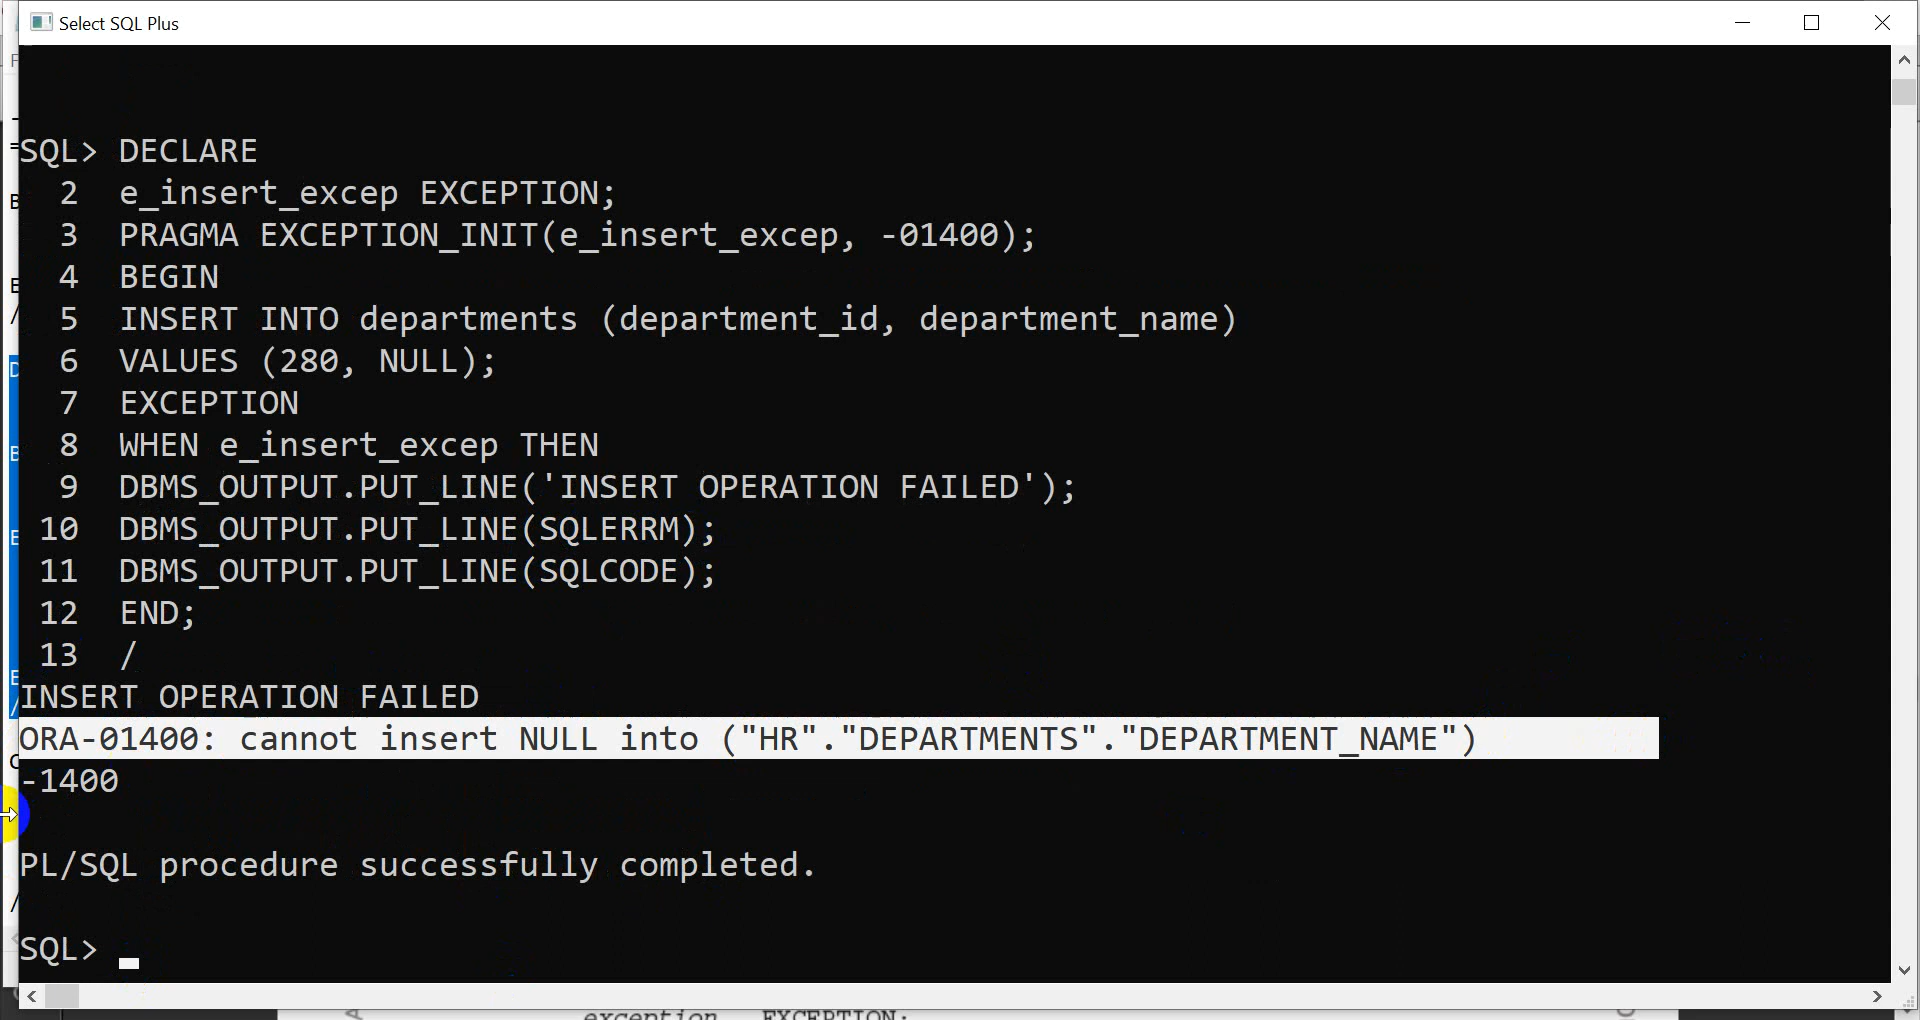 Select SQL Plus
SQL> DECLARE
2 e_insert_excep EXCEPTION;
3 PRAGMA EXCEPTION_INIT(e_insert_excep, -01400);
4 BEGIN
5 INSERT INTO departments (department_id, department_name)
6 VALUES (280, NULL);
7 EXCEPTION
8 WHEN e_insert_excep THEN
9 DBMS_OUTPUT.PUT_LINE('INSERT OPERATION FAILED');
10 DBMS_OUTPUT.PUT_LINE(SQLERRM);
11 DBMS_OUTPUT.PUT_LINE(SQLCODE);
12 END;
13 /
INSERT OPERATION FAILED
ORA-01400: cannot insert NULL into ("HR"."DEPARTMENTS"."DEPARTMENT_NAME")
-1400
PL/SQL procedure successfully completed.
SQL>
exception EXCEPTION;